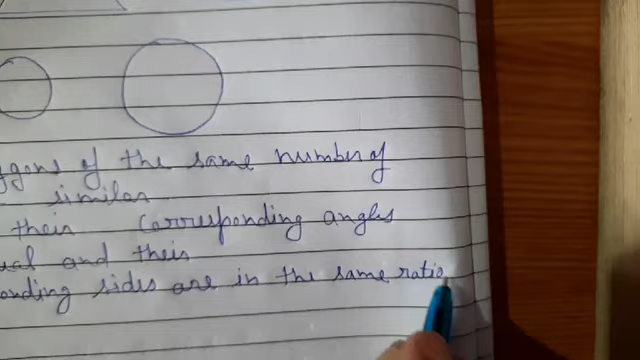 ygons of the same number of
similar
their Corresponding angles
ual and their
onding sides are in the same ratio